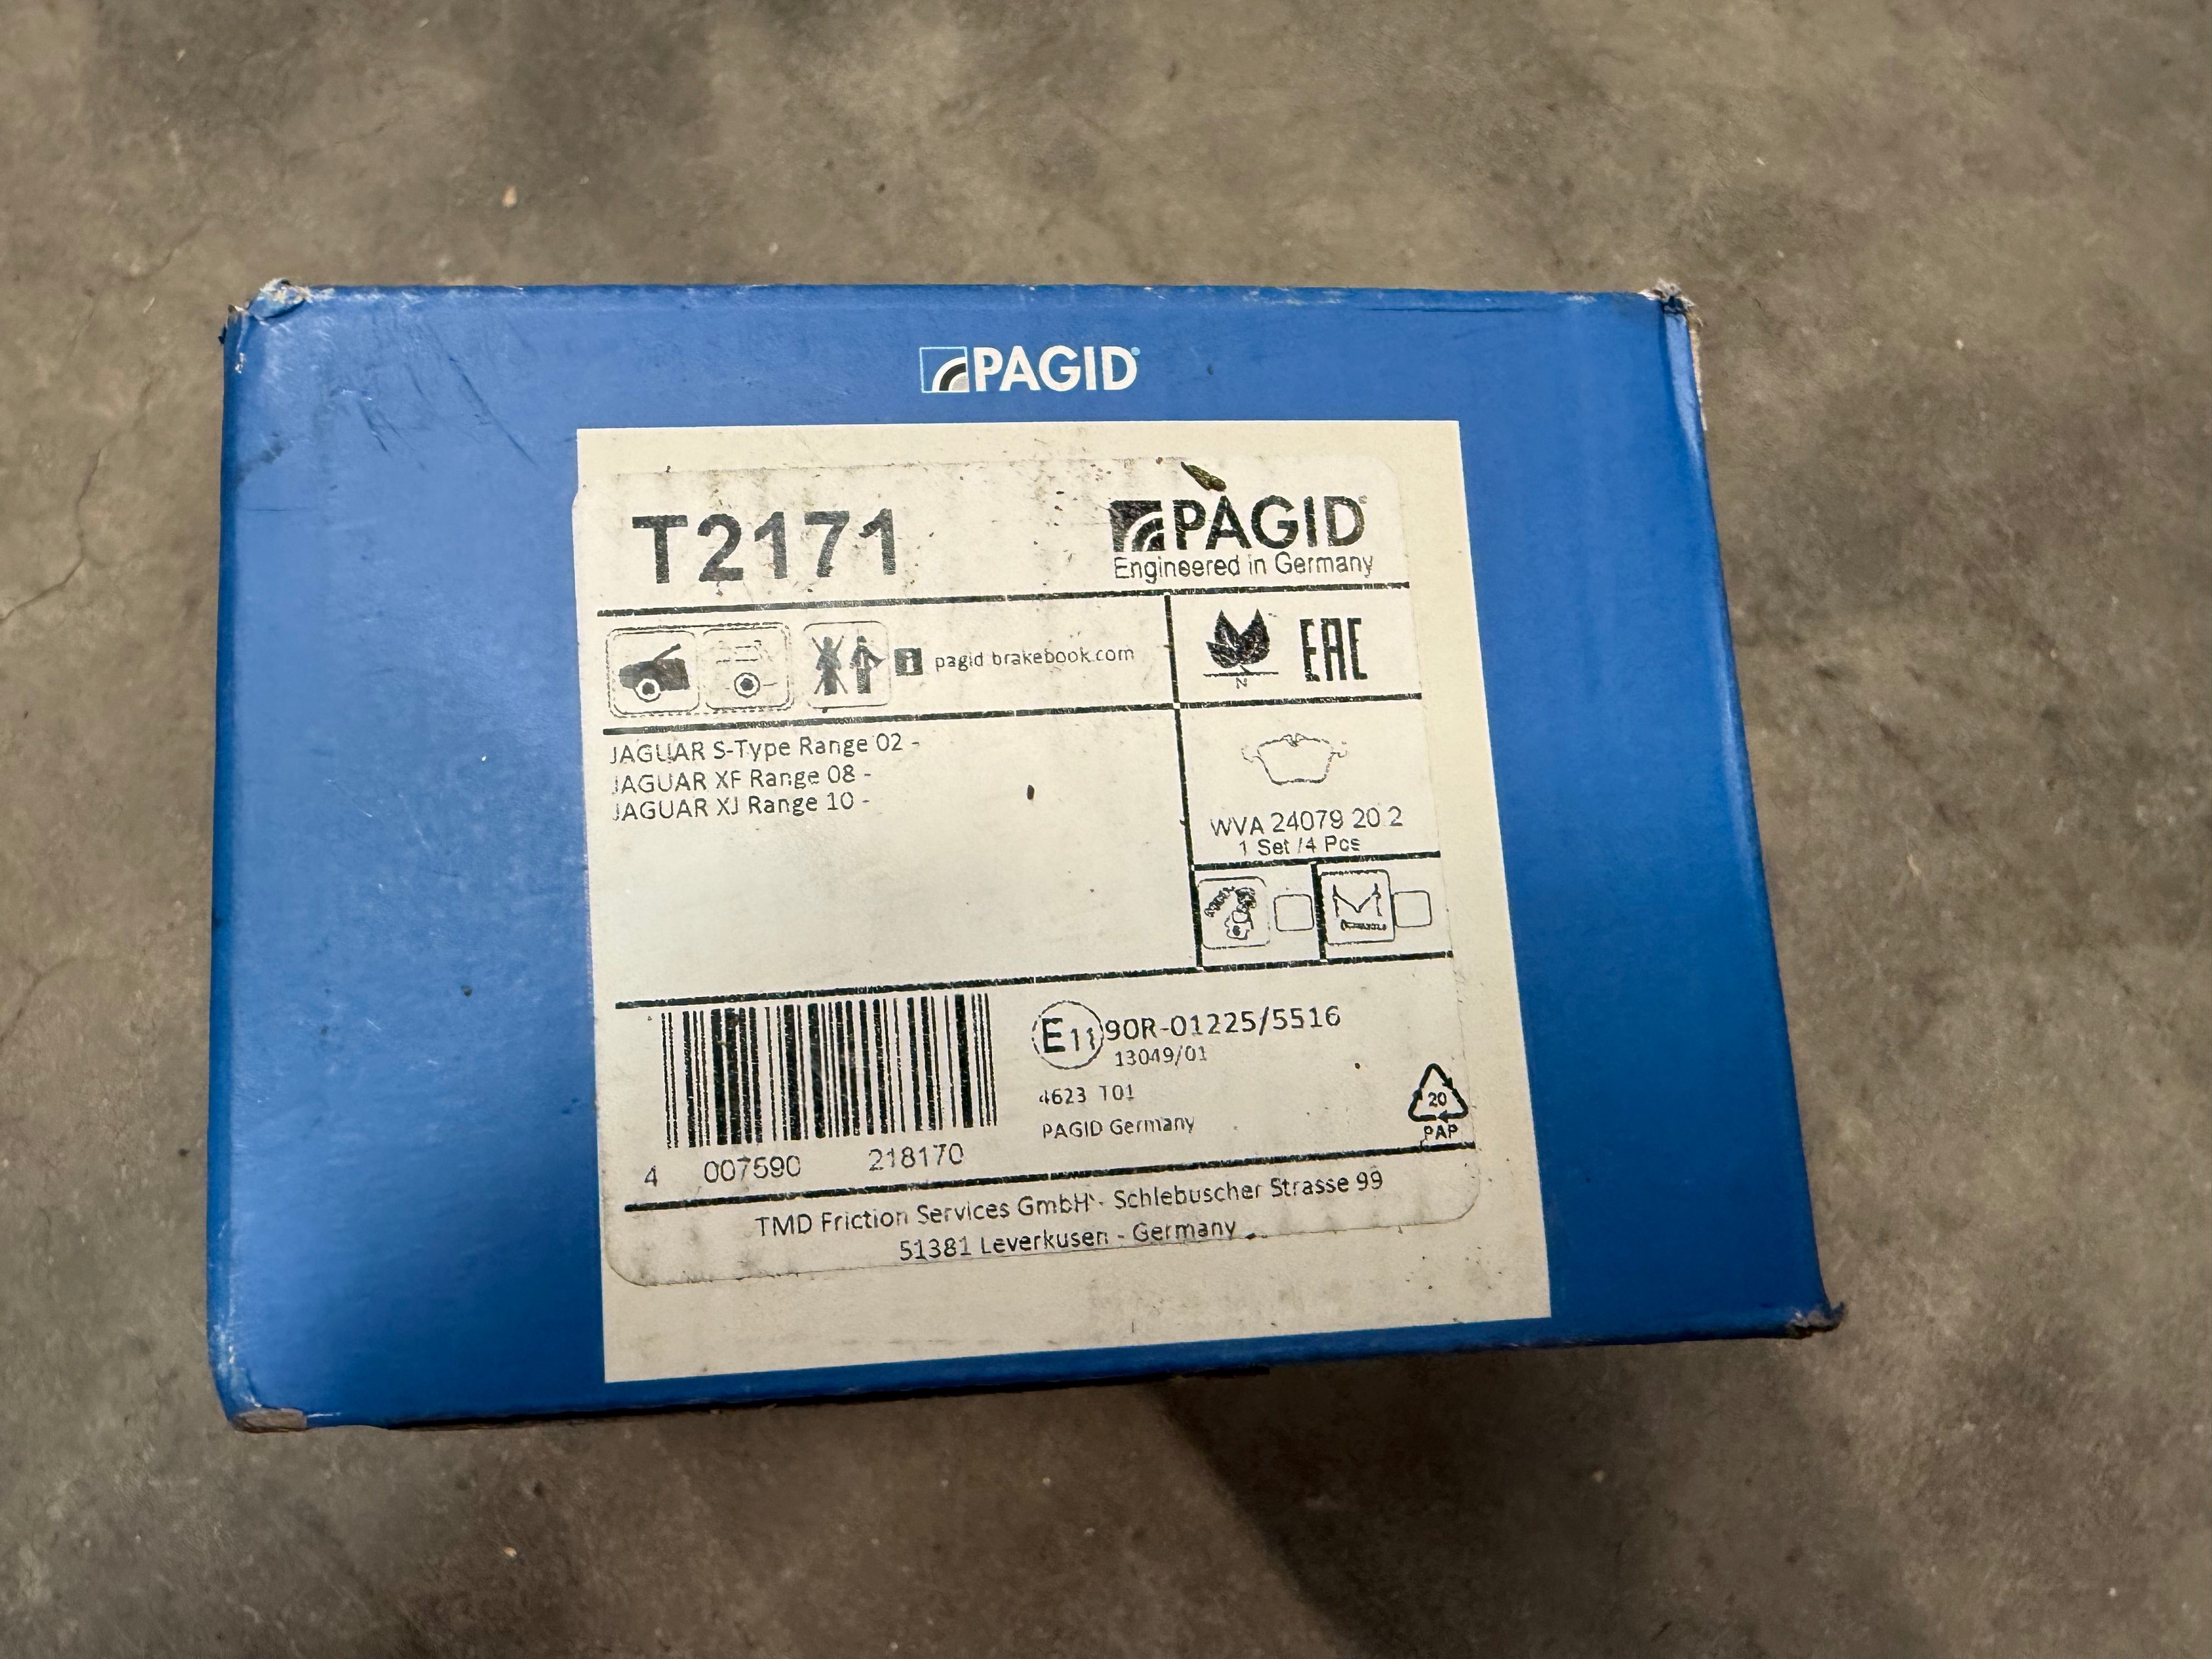 PAGID
T2171
PAGID
Engineered in Germany
pagid brakebook.com
N
EAC
JAGUAR S-Type Range 02 -
JAGUAR XF Range 08 -
JAGUAR XJ Range 10 -
WVA 24079 20 2
1 Set /4 Pcs
E11 90R-01225/5516
13049/01
4623 T01
PAGID Germany
20
PAP
4 007590 218170
TMD Friction Services GmbH - Schlebuscher Strasse 99
51381 Leverkusen - Germany